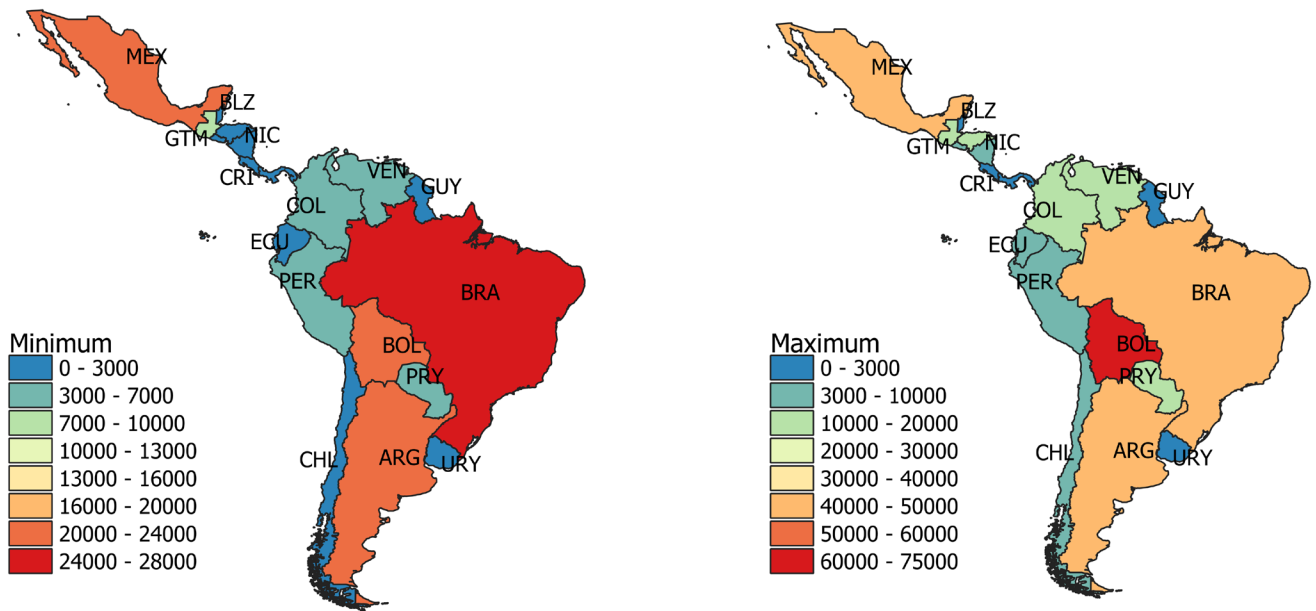 MEX
BLZ
GTM
NIC
CRI
VEN
GUY
COL
ECU
PER
BRA
BOL
PRY
CHL
ARG
URY
Minimum
0 - 3000
3000 - 7000
7000 - 10000
10000 - 13000
13000 - 16000
16000 - 20000
20000 - 24000
24000 - 28000
MEX
BLZ
GTM
NIC
CRI
VEN
GUY
COL
ECU
PER
BRA
BOL
PRY
CHL
ARG
URY
Maximum
0 - 3000
3000 - 10000
10000 - 20000
20000 - 30000
30000 - 40000
40000 - 50000
50000 - 60000
60000 - 75000